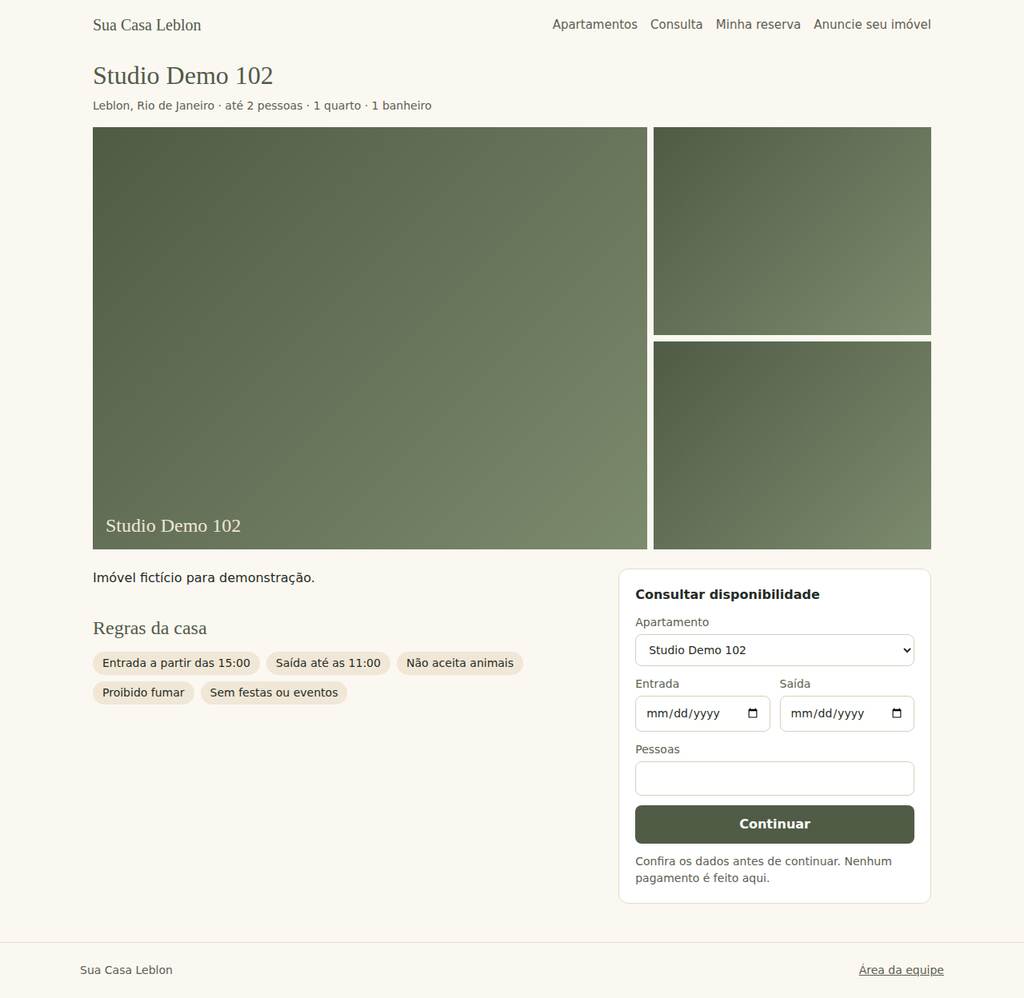 Sua Casa Leblon
Apartamentos Consulta Minha reserva Anuncie seu imóvel
Studio Demo 102
Leblon, Rio de Janeiro · até 2 pessoas · 1 quarto · 1 banheiro
Studio Demo 102
Imóvel fictício para demonstração.
Regras da casa
Entrada a partir das 15:00
Saída até as 11:00
Não aceita animais
Proibido fumar
Sem festas ou eventos
Consultar disponibilidade
Apartamento
Studio Demo 102
Entrada Saída
mm/dd/yyyy mm/dd/yyyy
Pessoas
Continuar
Confira os dados antes de continuar. Nenhum
pagamento é feito aqui.
Sua Casa Leblon
Área da equipe